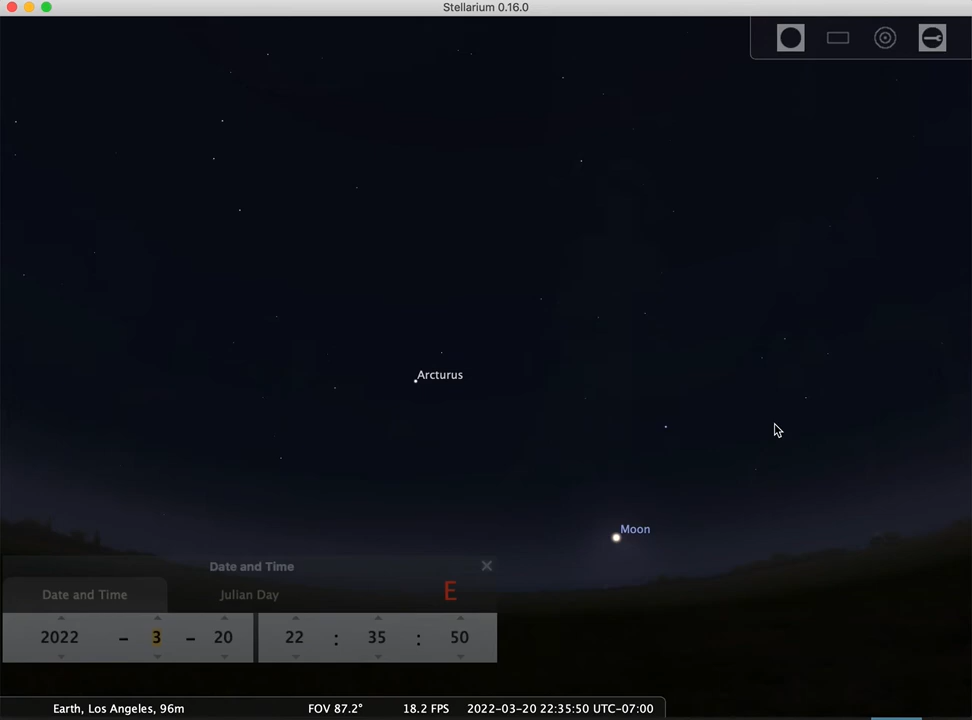 Stellarium 0.16.0
Arcturus
Moon
Date and Time
Date and Time Julian Day E
2022 - 3 - 20 22 : 35 : 50
Earth, Los Angeles, 96m FOV 87.2° 18.2 FPS 2022-03-20 22:35:50 UTC-07:00